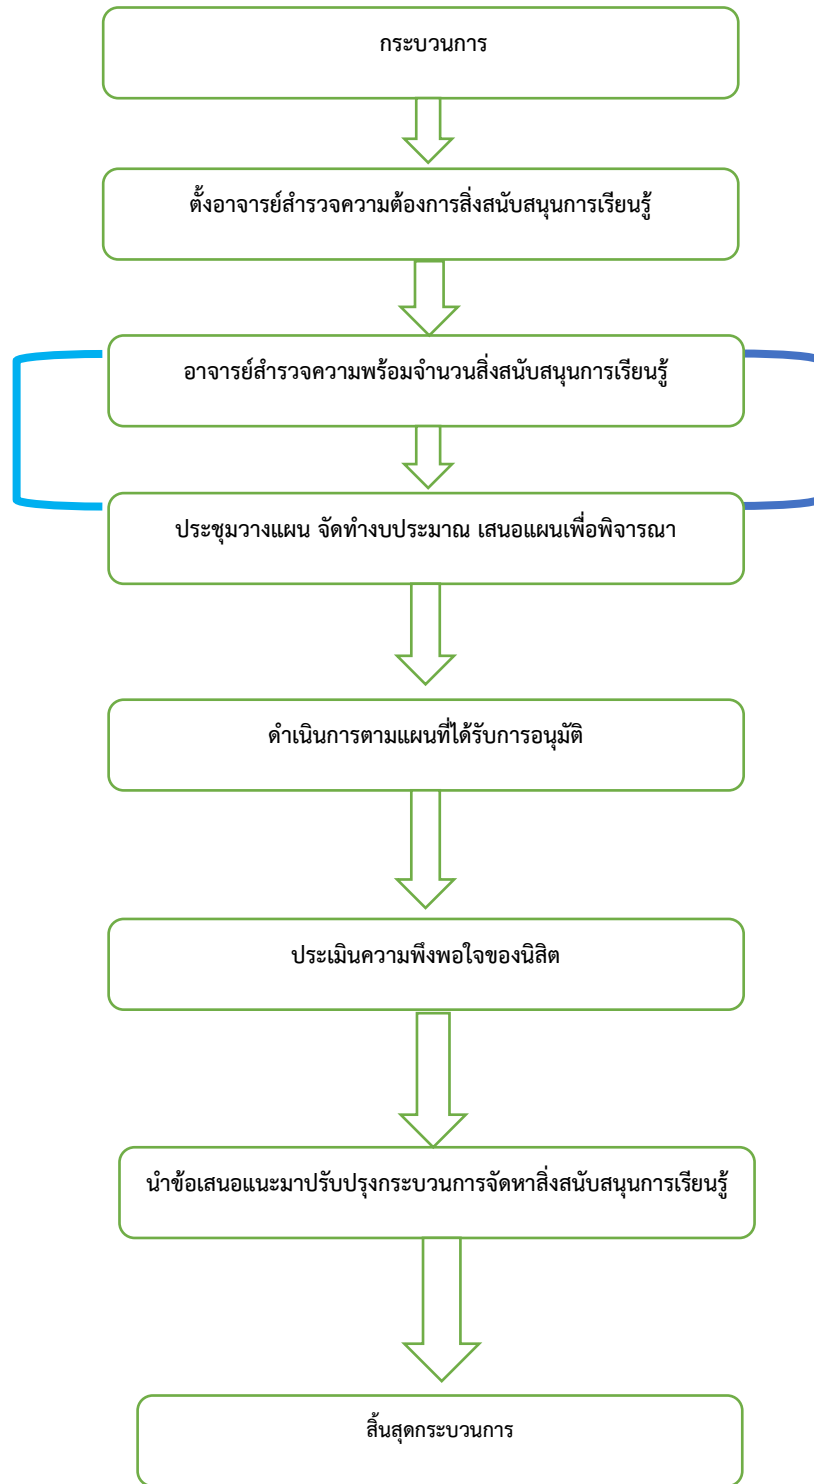 กระบวนการ
ตั้งอาจารย์สำรวจความต้องการสิ่งสนับสนุนการเรียนรู้
อาจารย์สำรวจความพร้อมจำนวนสิ่งสนับสนุนการเรียนรู้
ประชุมวางแผน จัดทำงบประมาณ เสนอแผนเพื่อพิจารณา
ดำเนินการตามแผนที่ได้รับการอนุมัติ
ประเมินความพึงพอใจของนิสิต
นำข้อเสนอแนะมาปรับปรุงกระบวนการจัดหาสิ่งสนับสนุนการเรียนรู้
สิ้นสุดกระบวนการ